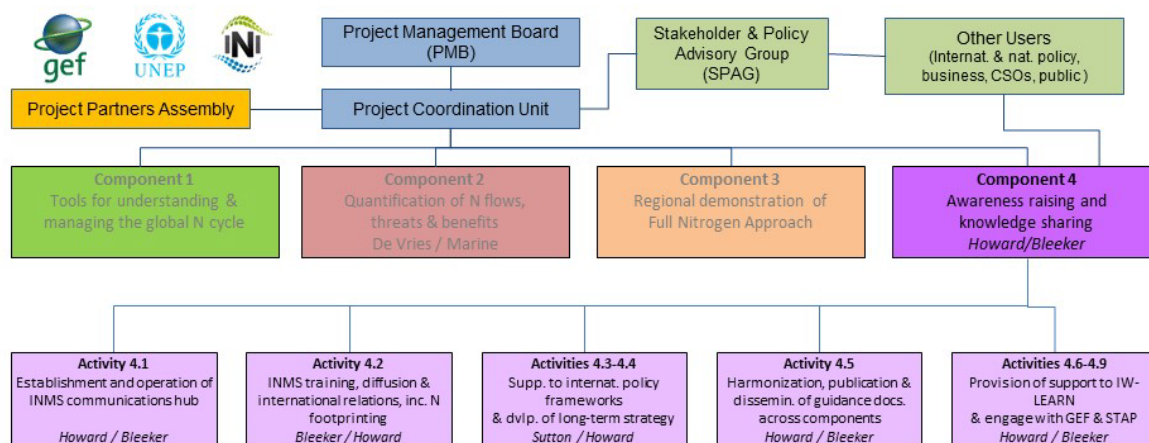 gef
UNEP
iNi
Project Management Board
(PMB)
Stakeholder & Policy
Advisory Group
(SPAG)
Other Users
(Internat. & nat. policy,
business, CSOs, public )
Project Partners Assembly
Project Coordination Unit
Component 1
Tools for understanding &
managing the global N cycle
Component 2
Quantification of N flows,
threats & benefits
De Vries / Marine
Component 3
Regional demonstration of
Full Nitrogen Approach
Component 4
Awareness raising and
knowledge sharing
Howard/Bleeker
Activity 4.1
Establishment and operation of
INMS communications hub
Howard / Bleeker
Activity 4.2
INMS training, diffusion &
international relations, inc. N
footprinting
Bleeker / Howard
Activities 4.3-4.4
Supp. to internat. policy
frameworks
& dvlp. of long-term strategy
Sutton / Howard
Activity 4.5
Harmonization, publication &
dissemin. of guidance docs.
across components
Howard / Bleeker
Activities 4.6-4.9
Provision of support to IW-
LEARN
& engage with GEF & STAP
Howard / Bleeker